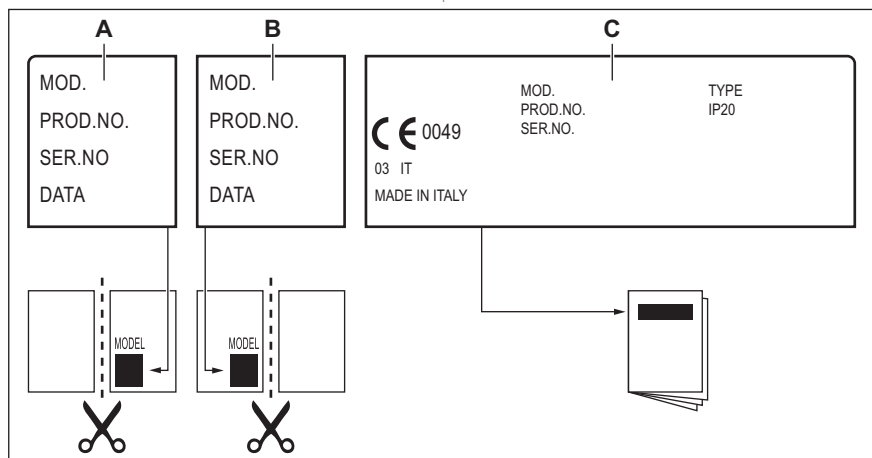 A
B
C
MOD.
PROD.NO.
SER.NO
DATA
MOD.
PROD.NO.
SER.NO
DATA
MOD.
PROD.NO.
SER.NO.
TYPE
IP20
CE 0049
03 IT
MADE IN ITALY
MODEL
MODEL